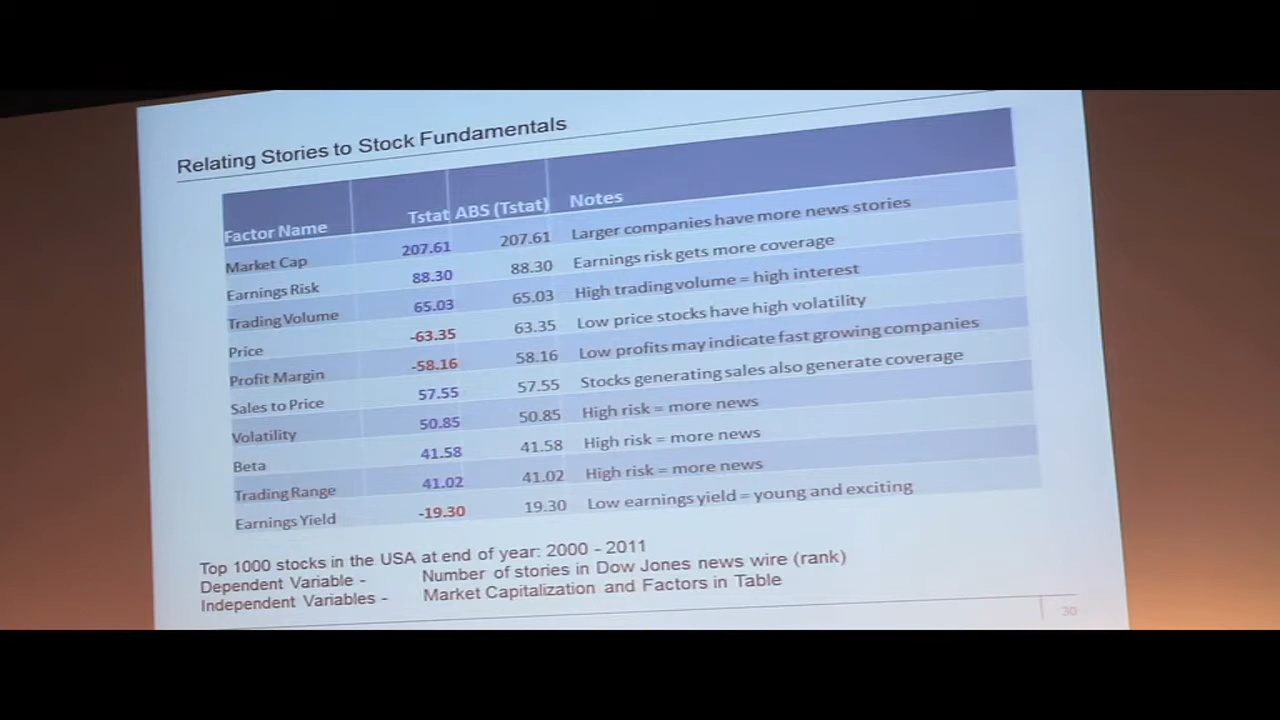 Relating Stories to Stock Fundamentals
Factor Name Tstat ABS (Tstat) Notes
Market Cap 207.61 207.61 Larger companies have more news stories
Earnings Risk 88.30 88.30 Earnings risk gets more coverage
Trading Volume 65.03 65.03 High trading volume = high interest
Price -63.35 63.35 Low price stocks have high volatility
Profit Margin -58.16 58.16 Low profits may indicate fast growing companies
Sales to Price 57.55 57.55 Stocks generating sales also generate coverage
Volatility 50.85 50.85 High risk = more news
Beta 41.58 41.58 High risk = more news
Trading Range 41.02 41.02 High risk = more news
Earnings Yield -19.30 19.30 Low earnings yield = young and exciting
Top 1000 stocks in the USA at end of year: 2000 - 2011
Dependent Variable - Number of stories in Dow Jones news wire (rank)
Independent Variables - Market Capitalization and Factors in Table
30